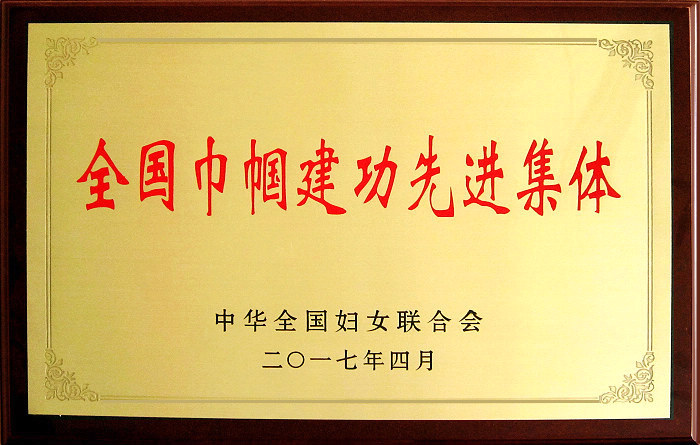 全国巾帼建功先进集体
中华全国妇女联合会
二〇一七年四月